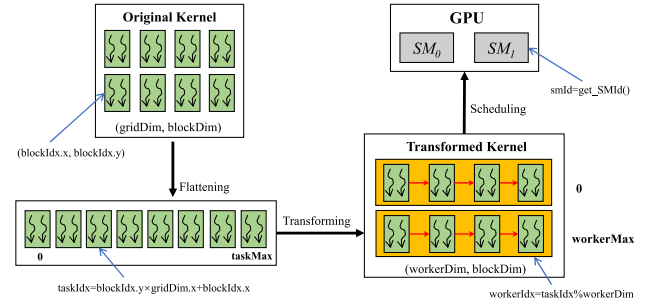 Original Kernel
(gridDim, blockDim)
(blockIdx.x, blockIdx.y)
Flattening
0
taskMax
taskIdx=blockIdx.y×gridDim.x+blockIdx.x
Transforming
GPU
SM0
SM1
smId=get_SMId()
Scheduling
Transformed Kernel
0
workerMax
(workerDim, blockDim)
workerIdx=taskIdx%workerDim